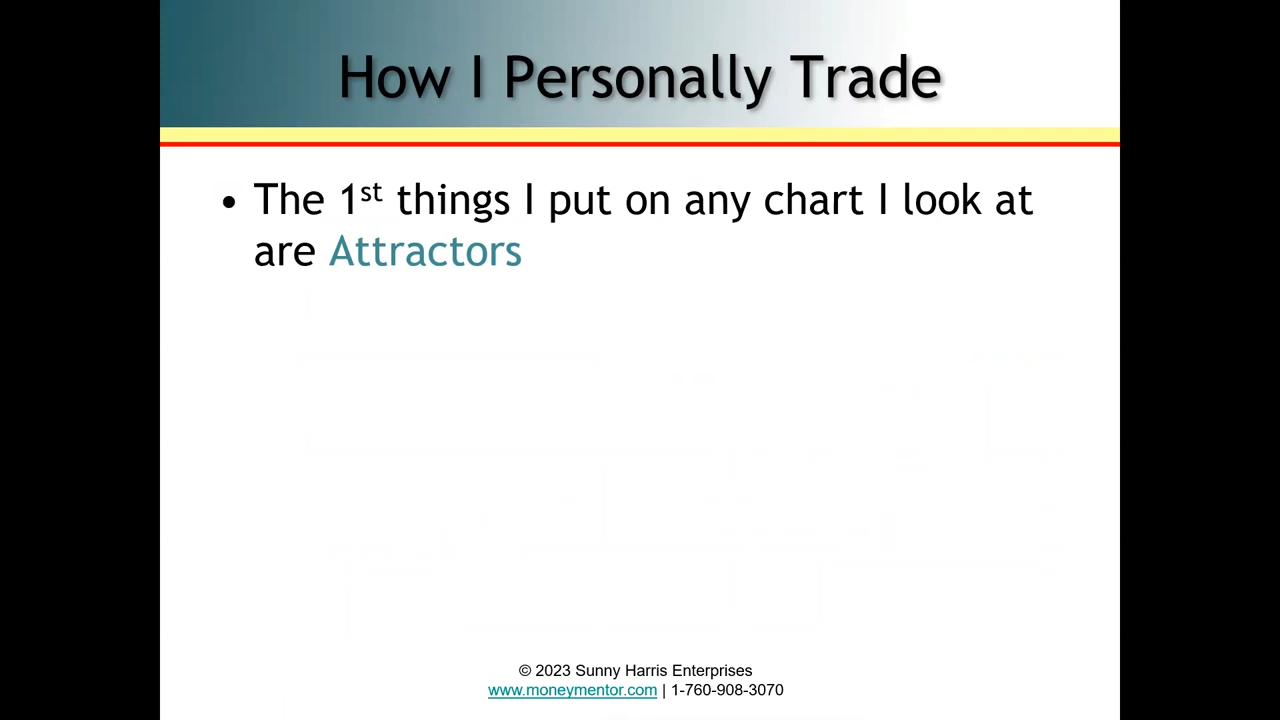 How I Personally Trade
• The 1st things I put on any chart I look at
are Attractors
© 2023 Sunny Harris Enterprises
www.moneymentor.com | 1-760-908-3070